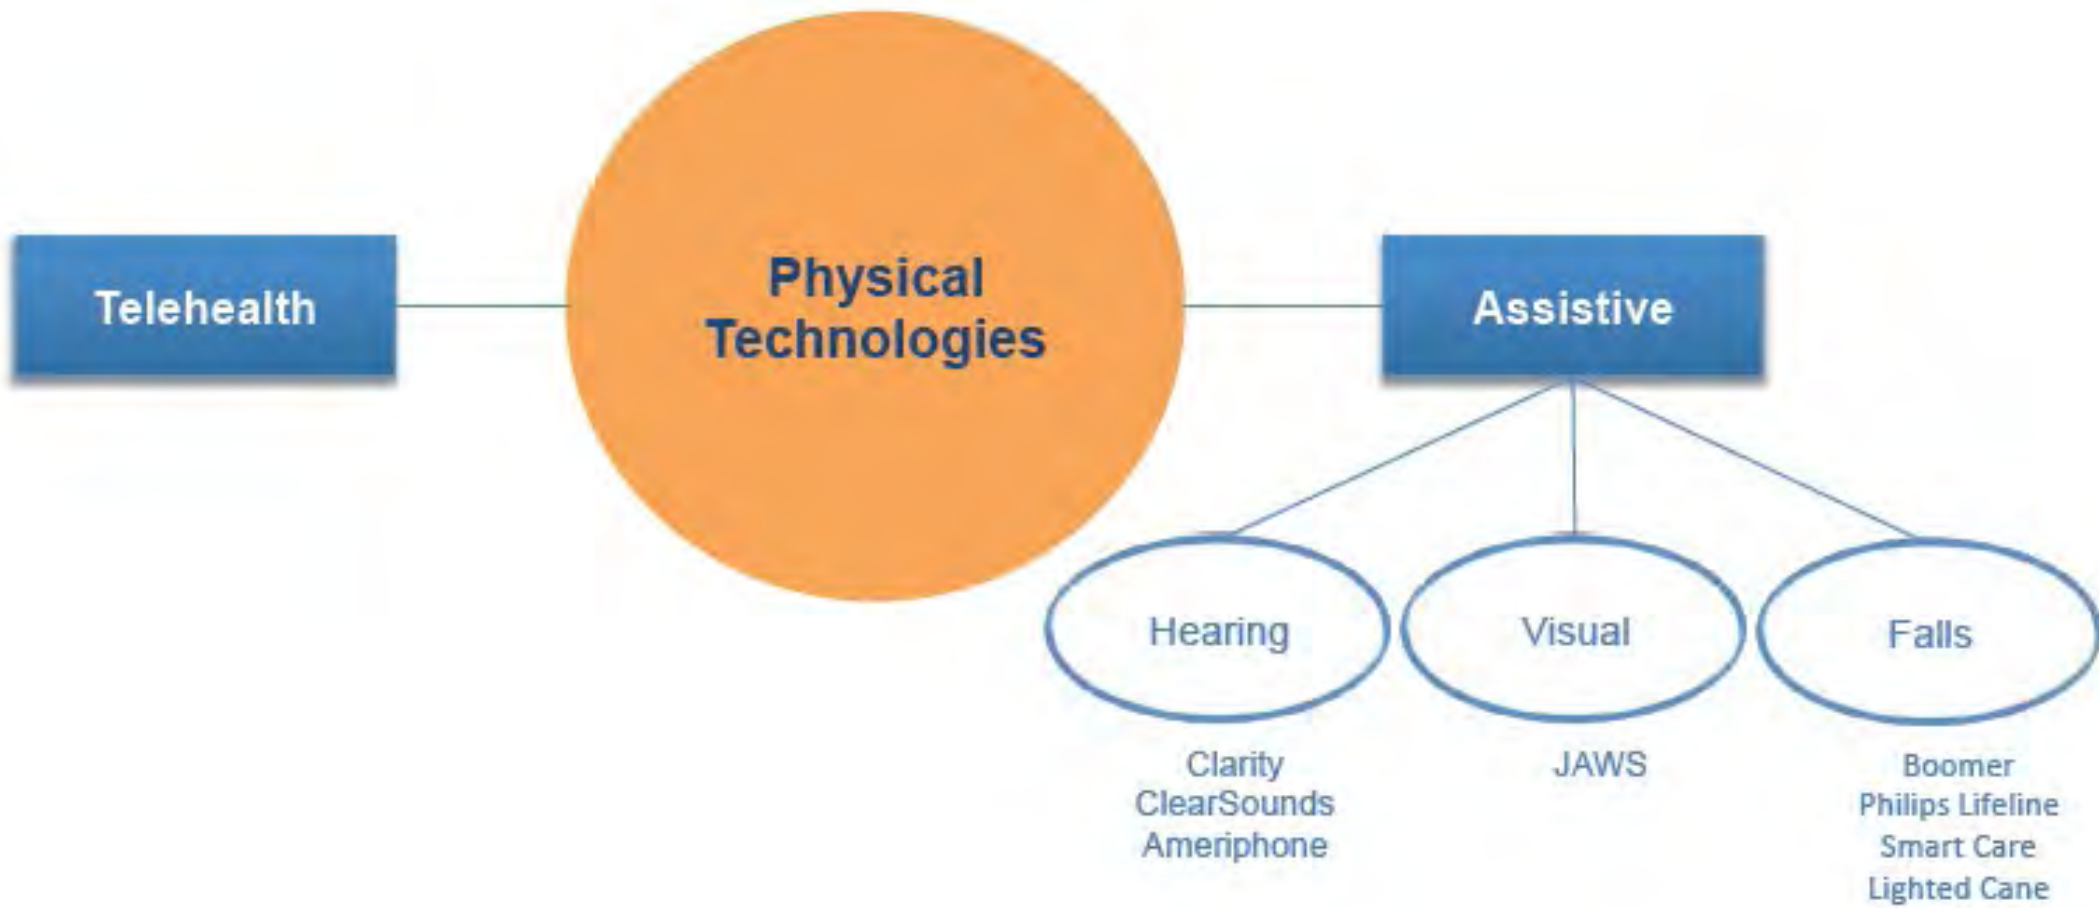 Telehealth
Physical
Technologies
Assistive
Hearing
Visual
Falls
Clarity
ClearSounds
Ameriphone
JAWS
Boomer
Philips Lifeline
Smart Care
Lighted Cane